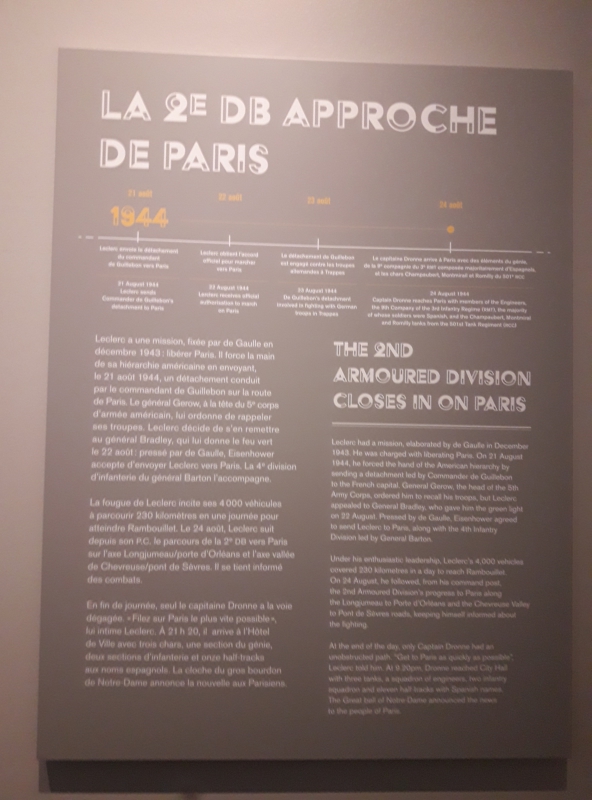 LA 2E DB APPROCHE
DE PARIS
21 août
22 août
23 août
24 août
1944
Leclerc envoie le détachement
du commandant
de Guillebon vers Paris
Leclerc obtient l'accord
officiel pour marcher
vers Paris
Le détachement de Guillebon
est engagé contre les troupes
allemandes à Trappes
Le capitaine Dronne arrive à Paris avec des éléments du génie,
de la 9e compagnie du 3e composée majoritairement d'Espagnols,
et les chars Champaubert, Montmirail et Romilly du 501e RCC
21 August 1944
Leclerc sends
Commander de Guillebon's
detachment to Paris
22 August 1944
Leclerc receives official
authorisation to march
on Paris
23 August 1944
De Guillebon's detachment
involved in fighting with German
troops in Trappes
24 August 1944
Captain Dronne reaches Paris with members of the Engineers,
the 9th Company of the 3rd Infantry Regiment, the majority
of whose soldiers were Spanish, and the Champaubert, Montmirail
and Romilly tanks from the 501st Tank Regiment (RCC)
Leclerc a une mission, fixée par de Gaulle en
décembre 1943 : libérer Paris. Il force la main
de sa hiérarchie américaine en envoyant,
le 21 août 1944, un détachement conduit
par le commandant de Guillebon sur la route
de Paris. Le général Gerow, à la tête du 5e corps
d'armée américain, lui ordonne de rappeler
ses troupes. Leclerc décide de s'en remettre
au général Bradley, qui lui donne le feu vert
le 22 août : pressé par de Gaulle, Eisenhower
accepte d'envoyer Leclerc vers Paris. La 4e division
d'infanterie du général Barton l'accompagne.
La fougue de Leclerc incite ses 4 000 véhicules
à parcourir 230 kilomètres en une journée pour
atteindre Rambouillet. Le 24 août, Leclerc suit
depuis son P.C. le parcours de la 2e DB vers Paris
sur l'axe Longjumeau/porte d'Orléans et l'axe vallée
de Chevreuse/pont de Sèvres. Il se tient informé
des combats.
En fin de journée, seul le capitaine Dronne a la voie
dégagée. « Filez sur Paris le plus vite possible »,
lui intime Leclerc. À 21 h 20, il arrive à l'Hôtel
de Ville avec trois chars, une section du génie,
deux sections d'infanterie et onze half-tracks
aux noms espagnols. La cloche du gros bourdon
de Notre-Dame annonce la nouvelle aux Parisiens.
THE 2ND
ARMOURED DIVISION
CLOSES IN ON PARIS
Leclerc had a mission, elaborated by de Gaulle in December
1943. He was charged with liberating Paris. On 21 August
1944, he forced the hand of the American hierarchy by
sending a detachment led by Commander de Guillebon
to the French capital. General Gerow, the head of the 5th
Army Corps, ordered him to recall his troops, but Leclerc
appealed to General Bradley, who gave him the green light
on 22 August. Pressed by de Gaulle, Eisenhower agreed
to send Leclerc to Paris, along with the 4th Infantry
Division led by General Barton.
Under his enthusiastic leadership, Leclerc's 4,000 vehicles
covered 230 kilometres in a day to reach Rambouillet.
On 24 August, he followed, from his command post,
the 2nd Armoured Division's progress to Paris along
the Longjumeau to Porte d'Orléans and the Chevreuse Valley
to Pont de Sèvres roads, keeping himself informed about
the fighting.
At the end of the day, only Captain Dronne had an
unobstructed path. "Get to Paris as quickly as possible",
Leclerc told him. At 9.20pm, Dronne reached City Hall
with three tanks, a squadron of engineers, two infantry
squadron and eleven half-tracks with Spanish names.
The Great bell of Notre-Dame announced the news
to the people of Paris.